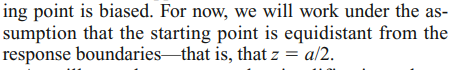 ing point is biased. For now, we will work under the as-
sumption that the starting point is equidistant from the
response boundaries—that is, that z = a/2.